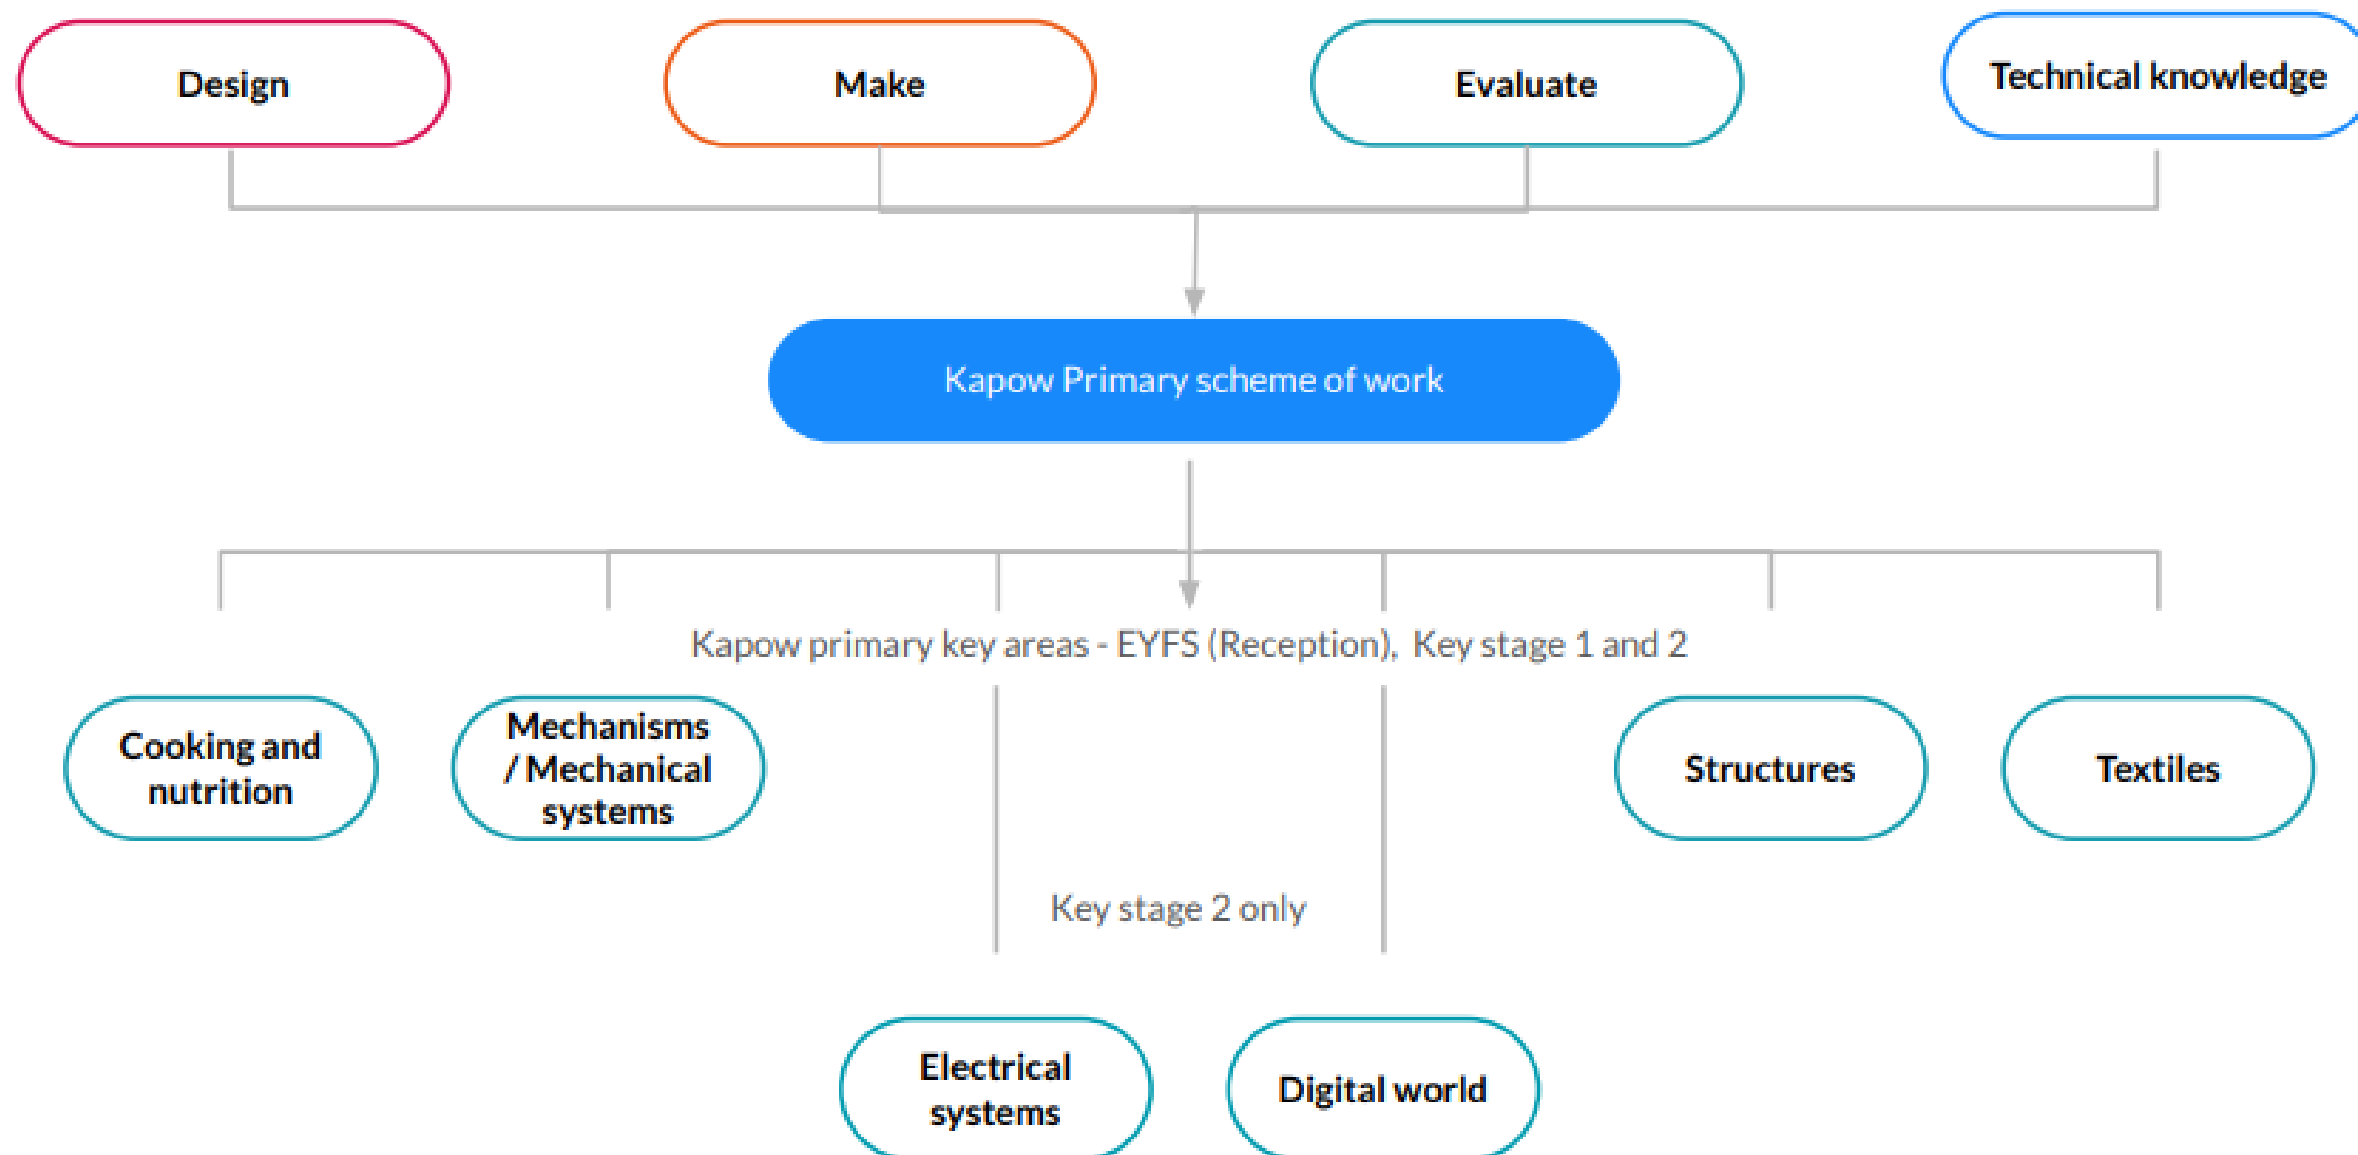 Design
Make
Evaluate
Technical knowledge
Kapow Primary scheme of work
Kapow primary key areas - EYFS (Reception), Key stage 1 and 2
Cooking and
nutrition
Mechanisms
/ Mechanical
systems
Structures
Textiles
Key stage 2 only
Electrical
systems
Digital world